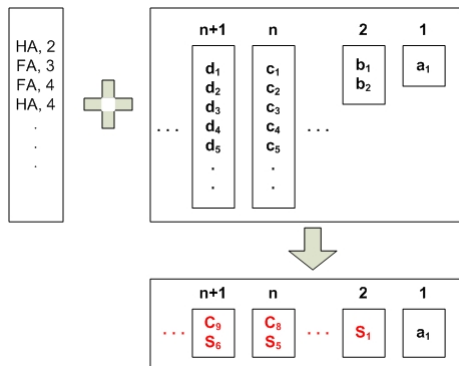 HA, 2
FA, 3
FA, 4
HA, 4
.
.
.
n+1 n 2 1
d1 c1 b1 a1
d2 c2 b2
d3 c3
... d4 c4 ...
d5 c5
. .
. .
n+1 n 2 1
... C9 C8 ... S1 a1
S6 S5